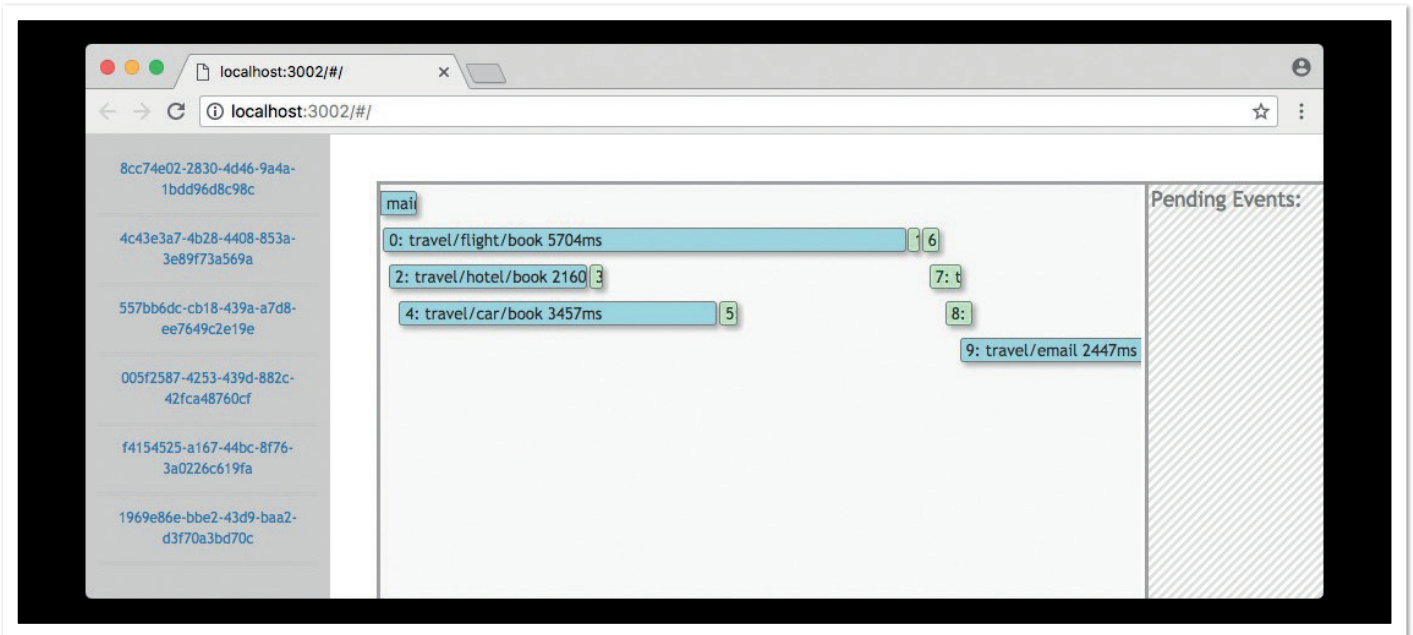 localhost:3002/#/
localhost:3002/#/
8cc74e02-2830-4d46-9a4a-
1bdd96d8c98c
4c43e3a7-4b28-4408-853a-
3e89f73a569a
557bb6dc-cb18-439a-a7d8-
ee7649c2e19e
005f2587-4253-439d-882c-
42fca48760cf
f4154525-a167-44bc-8f76-
3a0226c619fa
1969e86e-bbe2-43d9-baa2-
d3f70a3bd70c
main
0: travel/flight/book 5704ms 1 6
2: travel/hotel/book 2160 3 7: t
4: travel/car/book 3457ms 5 8:
9: travel/email 2447ms
Pending Events: